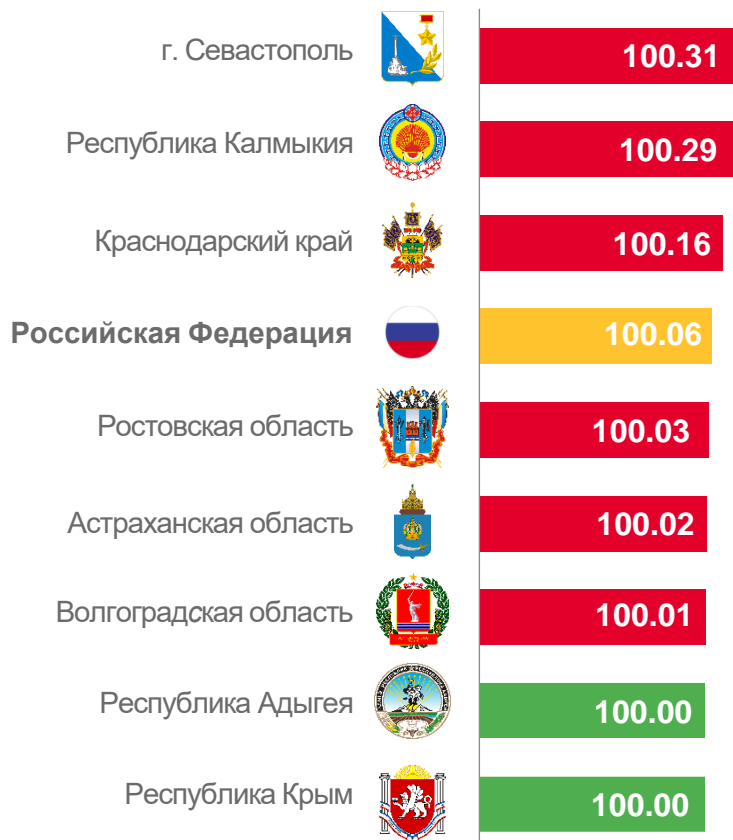 г. Севастополь 100.31
Республика Калмыкия 100.29
Краснодарский край 100.16
Российская Федерация 100.06
Ростовская область 100.03
Астраханская область 100.02
Волгоградская область 100.01
Республика Адыгея 100.00
Республика Крым 100.00